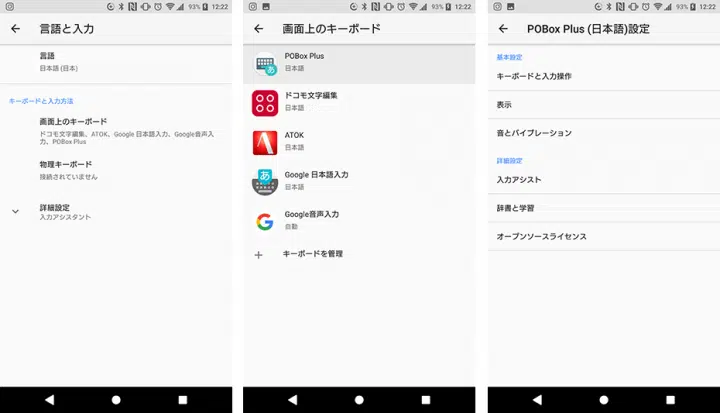 93% 12:22
言語と入力
言語
日本語 (日本)
キーボードと入力方法
画面上のキーボード
ドコモ文字編集、ATOK、Google 日本語入力、Google音声入
力、POBox Plus
物理キーボード
接続されていません
詳細設定
入力アシスタント
93% 12:22
画面上のキーボード
POBox Plus
日本語
ドコモ文字編集
日本語
ATOK
日本語
Google 日本語入力
日本語
Google音声入力
自動
キーボードを管理
93% 12:22
POBox Plus (日本語)設定
基本設定
キーボードと入力操作
表示
音とバイブレーション
詳細設定
入力アシスト
辞書と学習
オープンソースライセンス